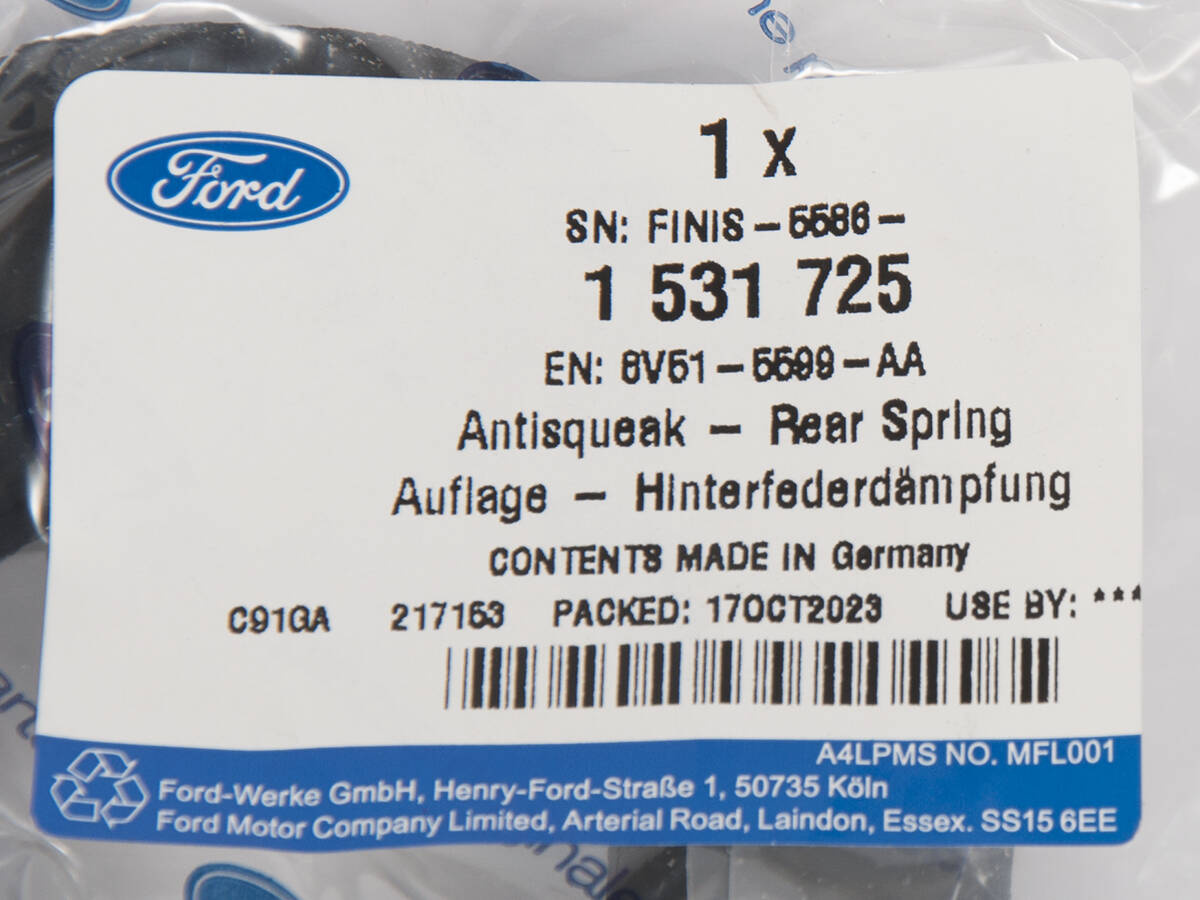 Ford
1 x
SN: FINIS-5586-
1 531 725
EN: 8V51-5599-AA
Antisqueak - Rear Spring
Auflage - Hinterfederdämpfung
CONTENTS MADE IN Germany
C91GA 217153 PACKED: 17OCT2023 USE BY: ***
A4LPMS NO. MFL001
Ford-Werke GmbH, Henry-Ford-Straße 1, 50735 Köln
Ford Motor Company Limited, Arterial Road, Laindon, Essex. SS15 6EE